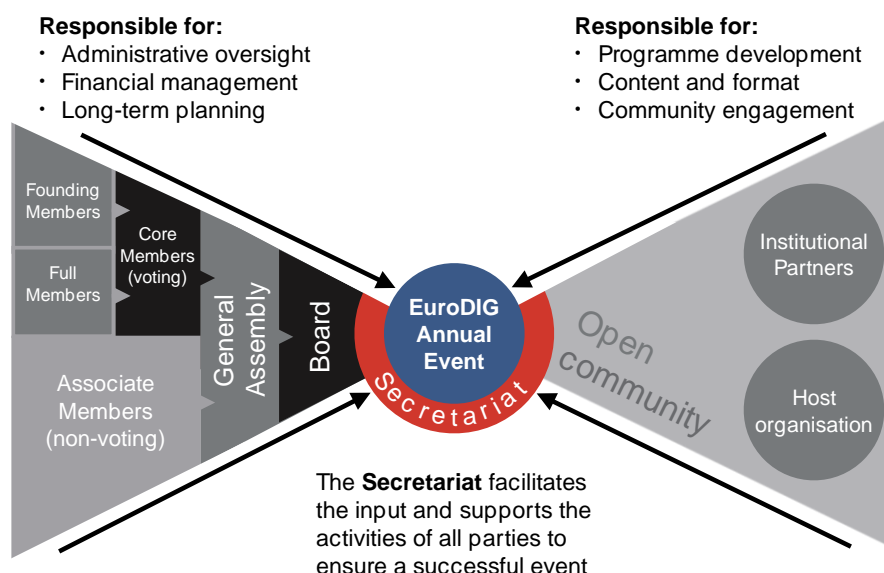 Responsible for:
· Administrative oversight
· Financial management
· Long-term planning
Responsible for:
· Programme development
· Content and format
· Community engagement
Founding
Members
Full
Members
Core
Members
(voting)
Associate
Members
(non-voting)
General
Assembly
Board
EuroDIG
Annual
Event
Secretariat
Open
community
Institutional
Partners
Host
organisation
The Secretariat facilitates
the input and supports the
activities of all parties to
ensure a successful event